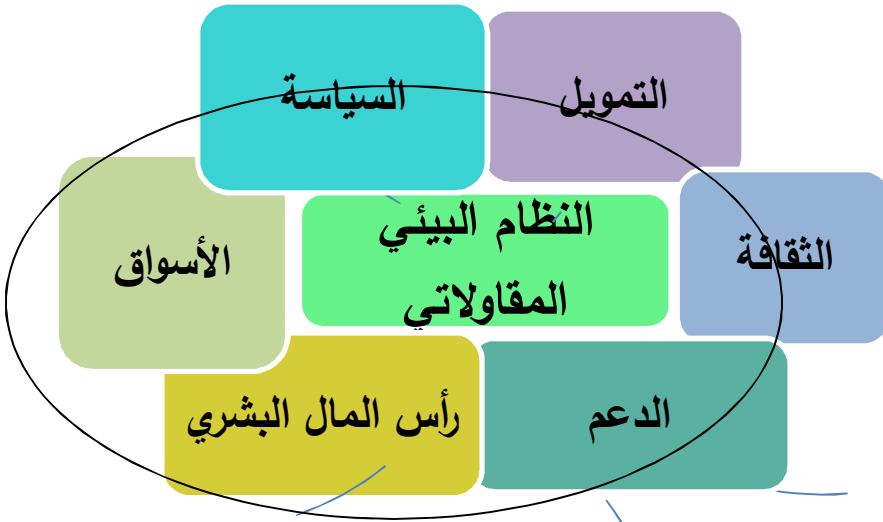 التمويل
السياسة
الثقافة
النظام البيئي
المقاولاتي
الأسواق
الدعم
رأس المال البشري